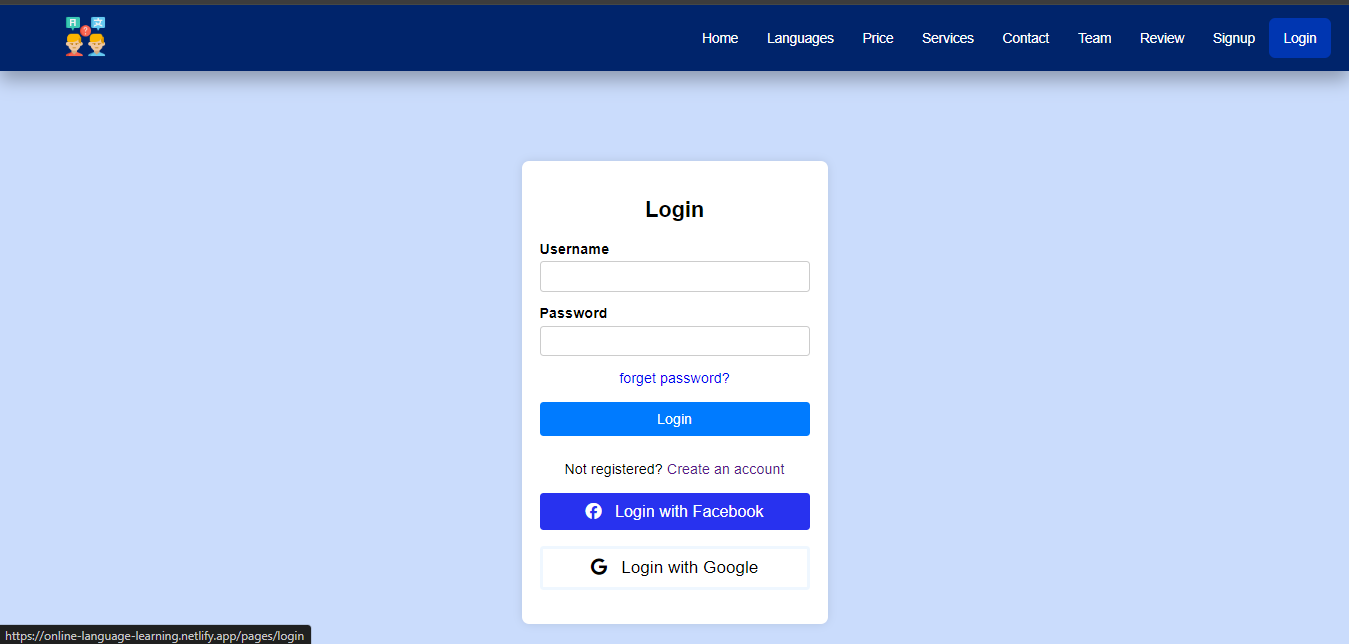 Home Languages Price Services Contact Team Review Signup Login
Login
Username
Password
forget password?
Login
Not registered? Create an account
Login with Facebook
Login with Google
https://online-language-learning.netlify.app/pages/login